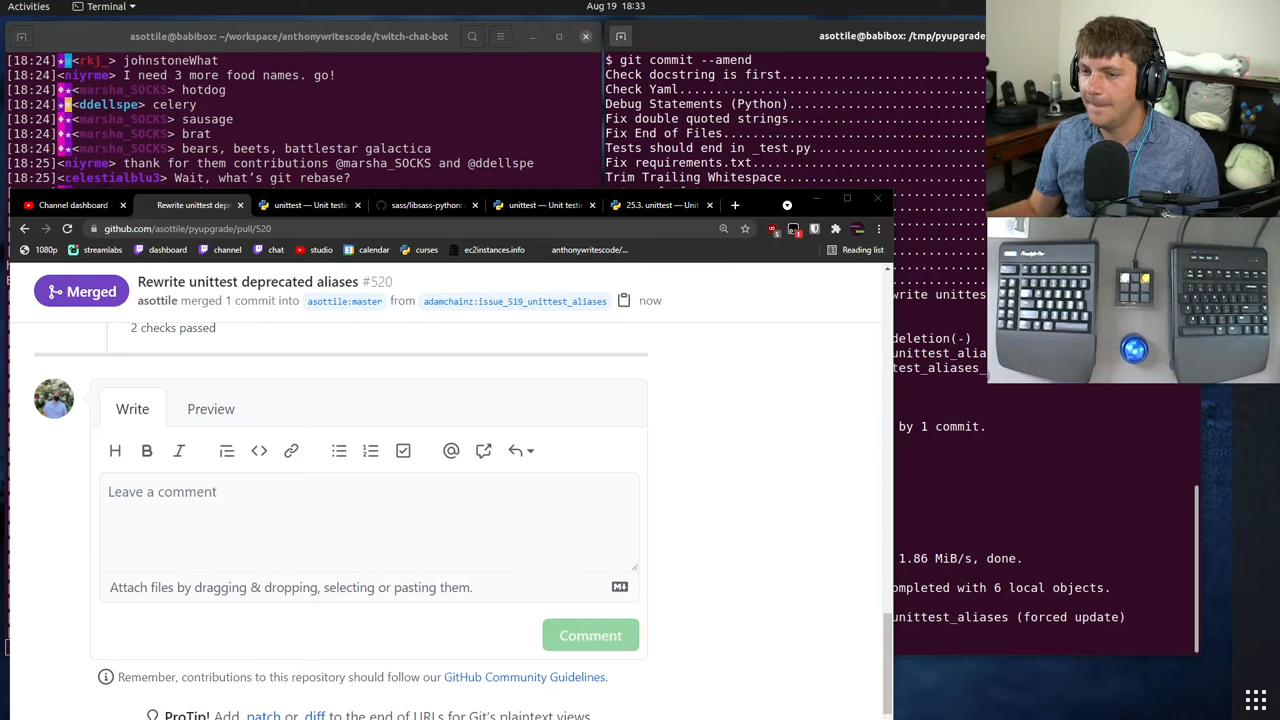 Activities
Terminal
Aug 19 18:33
asottile@babibox: ~/workspace/anthonywritescode/twitch-chat-bot
[18:24] <rkj_> johnstoneWhat
[18:24] <niyrme> I need 3 more food names. go!
[18:24] <marsha_SOCKS> hotdog
[18:24] <ddellspe> celery
[18:24] <marsha_SOCKS> sausage
[18:24] <marsha_SOCKS> brat
[18:24] <marsha_SOCKS> bears, beets, battlestar galactica
[18:25] <niyrme> thank for them contributions @marsha_SOCKS and @ddellspe
[18:25] <celestialblu3> Wait, what's git rebase?
asottile@babibox: /tmp/pyupgrade
$ git commit --amend
Check docstring is first.......................
Check Yaml.....................................
Debug Statements (Python)......................
Fix double quoted strings......................
Fix End of Files...............................
Tests should end in _test.py...................
Fix requirements.txt...........................
Trim Trailing Whitespace.......................
write unittes
deletion(-)
unittest_alia
test_aliases_
by 1 commit.
1.86 MiB/s, done.
ompleted with 6 local objects.
unittest_aliases (forced update)
Channel dashboard -
Rewrite unittest depr
unittest — Unit testin
sass/libsass-python:
unittest — Unit testin
25.3. unittest — Unit
github.com/asottile/pyupgrade/pull/520
1080p
streamlabs
dashboard
channel
chat
studio
calendar
curses
ec2instances.info
anthonywritescode/...
Reading list
Merged
Rewrite unittest deprecated aliases #520
asottile merged 1 commit into asottile:master from adamchainz:issue_519_unittest_aliases now
2 checks passed
Write
Preview
Leave a comment
Attach files by dragging & dropping, selecting or pasting them.
Comment
Remember, contributions to this repository should follow our GitHub Community Guidelines.
ProTip! Add .patch or .diff to the end of URLs for Git's plaintext views.